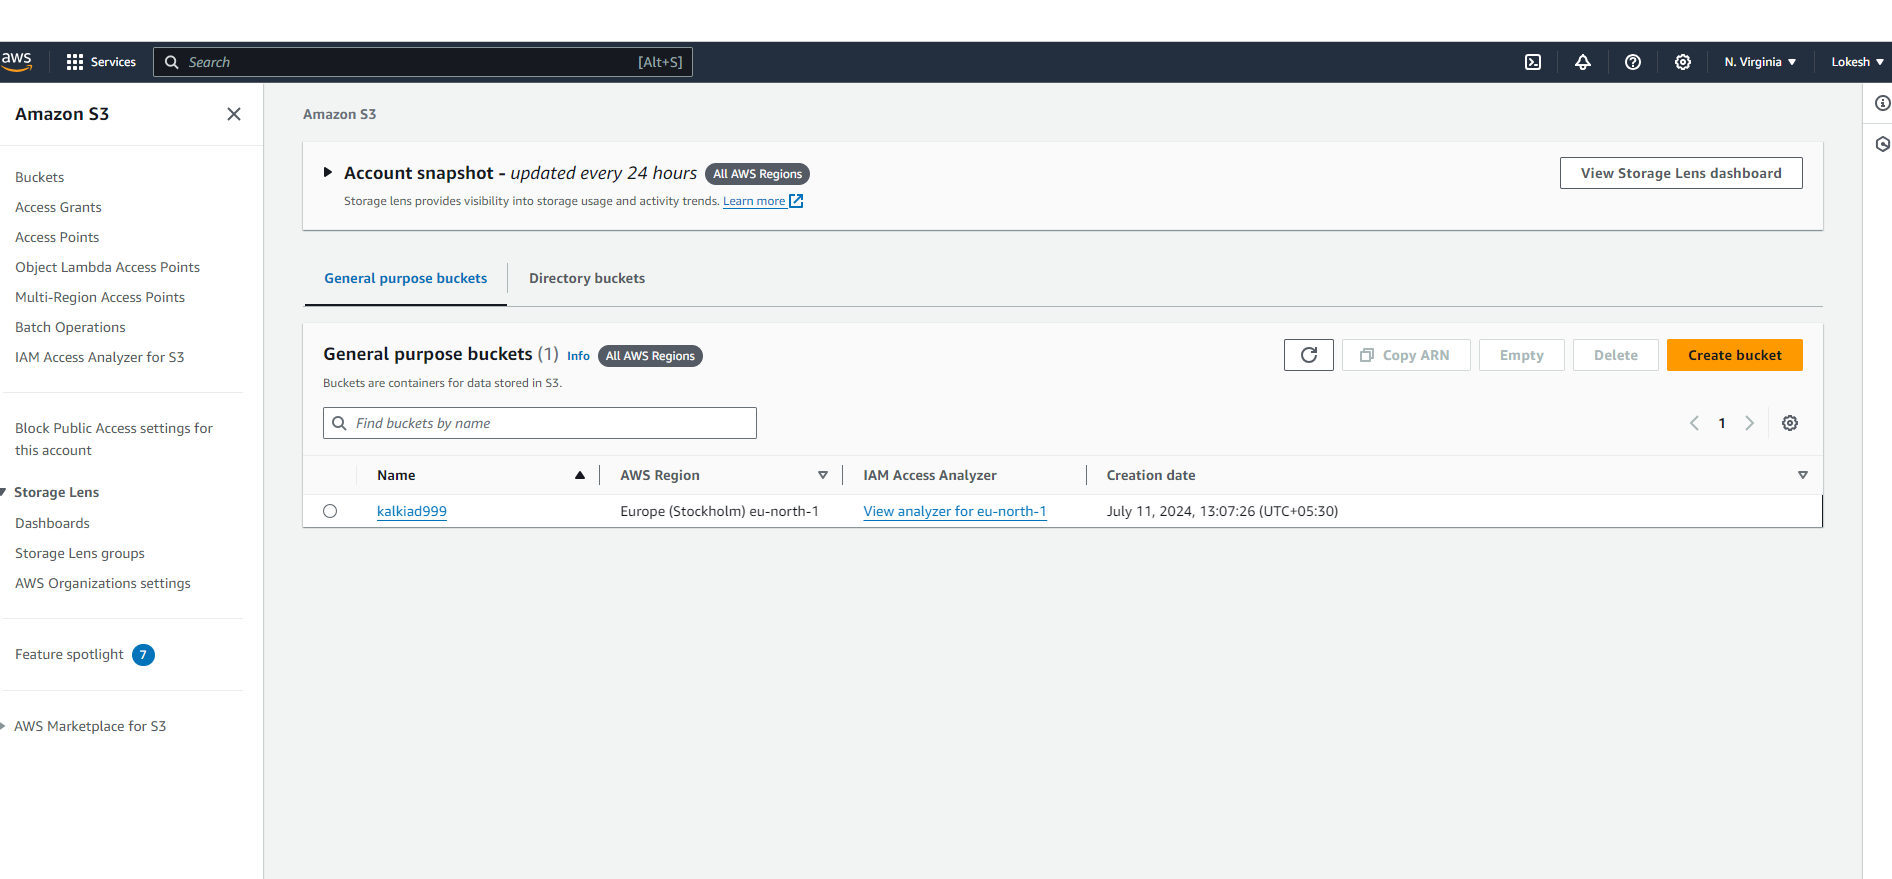 aws Services Search [Alt+S] N. Virginia Lokesh
Amazon S3
Buckets
Access Grants
Access Points
Object Lambda Access Points
Multi-Region Access Points
Batch Operations
IAM Access Analyzer for S3
Block Public Access settings for
this account
Storage Lens
Dashboards
Storage Lens groups
AWS Organizations settings
Feature spotlight 7
AWS Marketplace for S3
Amazon S3
Account snapshot - updated every 24 hours All AWS Regions View Storage Lens dashboard
Storage lens provides visibility into storage usage and activity trends. Learn more
General purpose buckets Directory buckets
General purpose buckets (1) Info All AWS Regions Copy ARN Empty Delete Create bucket
Buckets are containers for data stored in S3.
Find buckets by name 1
Name AWS Region IAM Access Analyzer Creation date
kalkiad999 Europe (Stockholm) eu-north-1 View analyzer for eu-north-1 July 11, 2024, 13:07:26 (UTC+05:30)